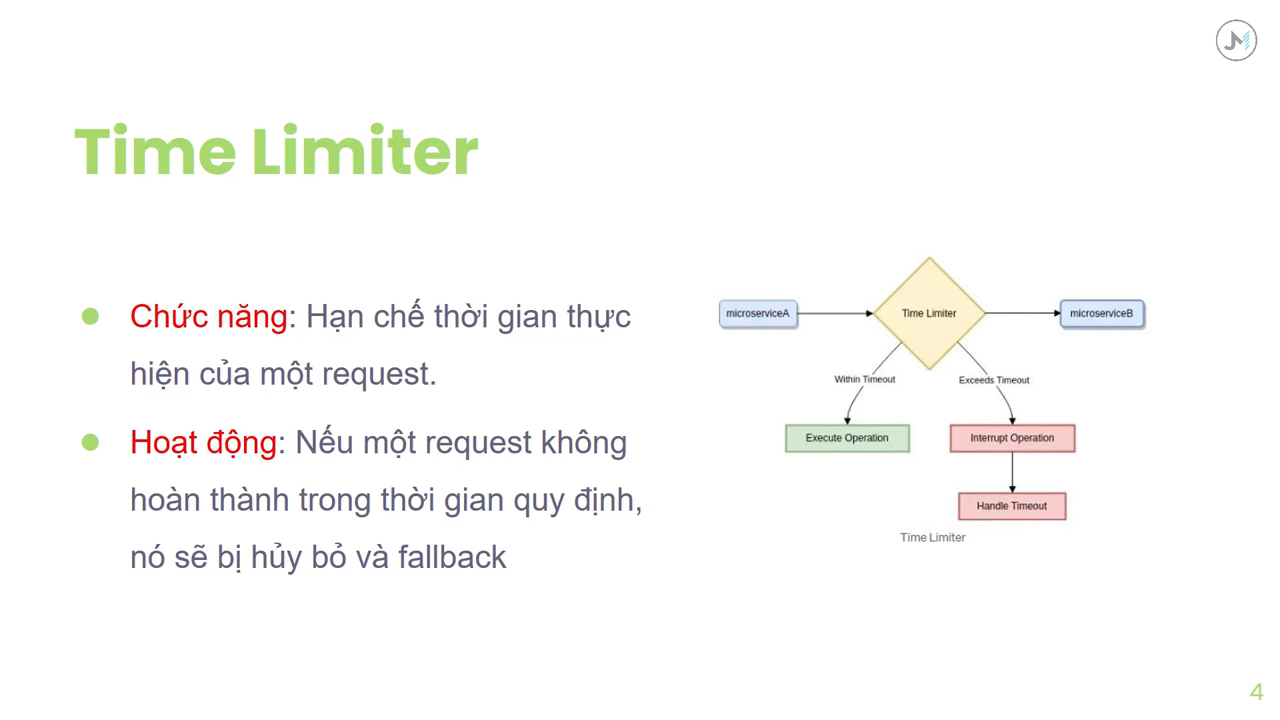 JM
Time Limiter
Chức năng: Hạn chế thời gian thực
hiện của một request.
Hoạt động: Nếu một request không
hoàn thành trong thời gian quy định,
nó sẽ bị hủy bỏ và fallback
microserviceA
Time Limiter
microserviceB
Within Timeout
Exceeds Timeout
Execute Operation
Interrupt Operation
Handle Timeout
Time Limiter
4